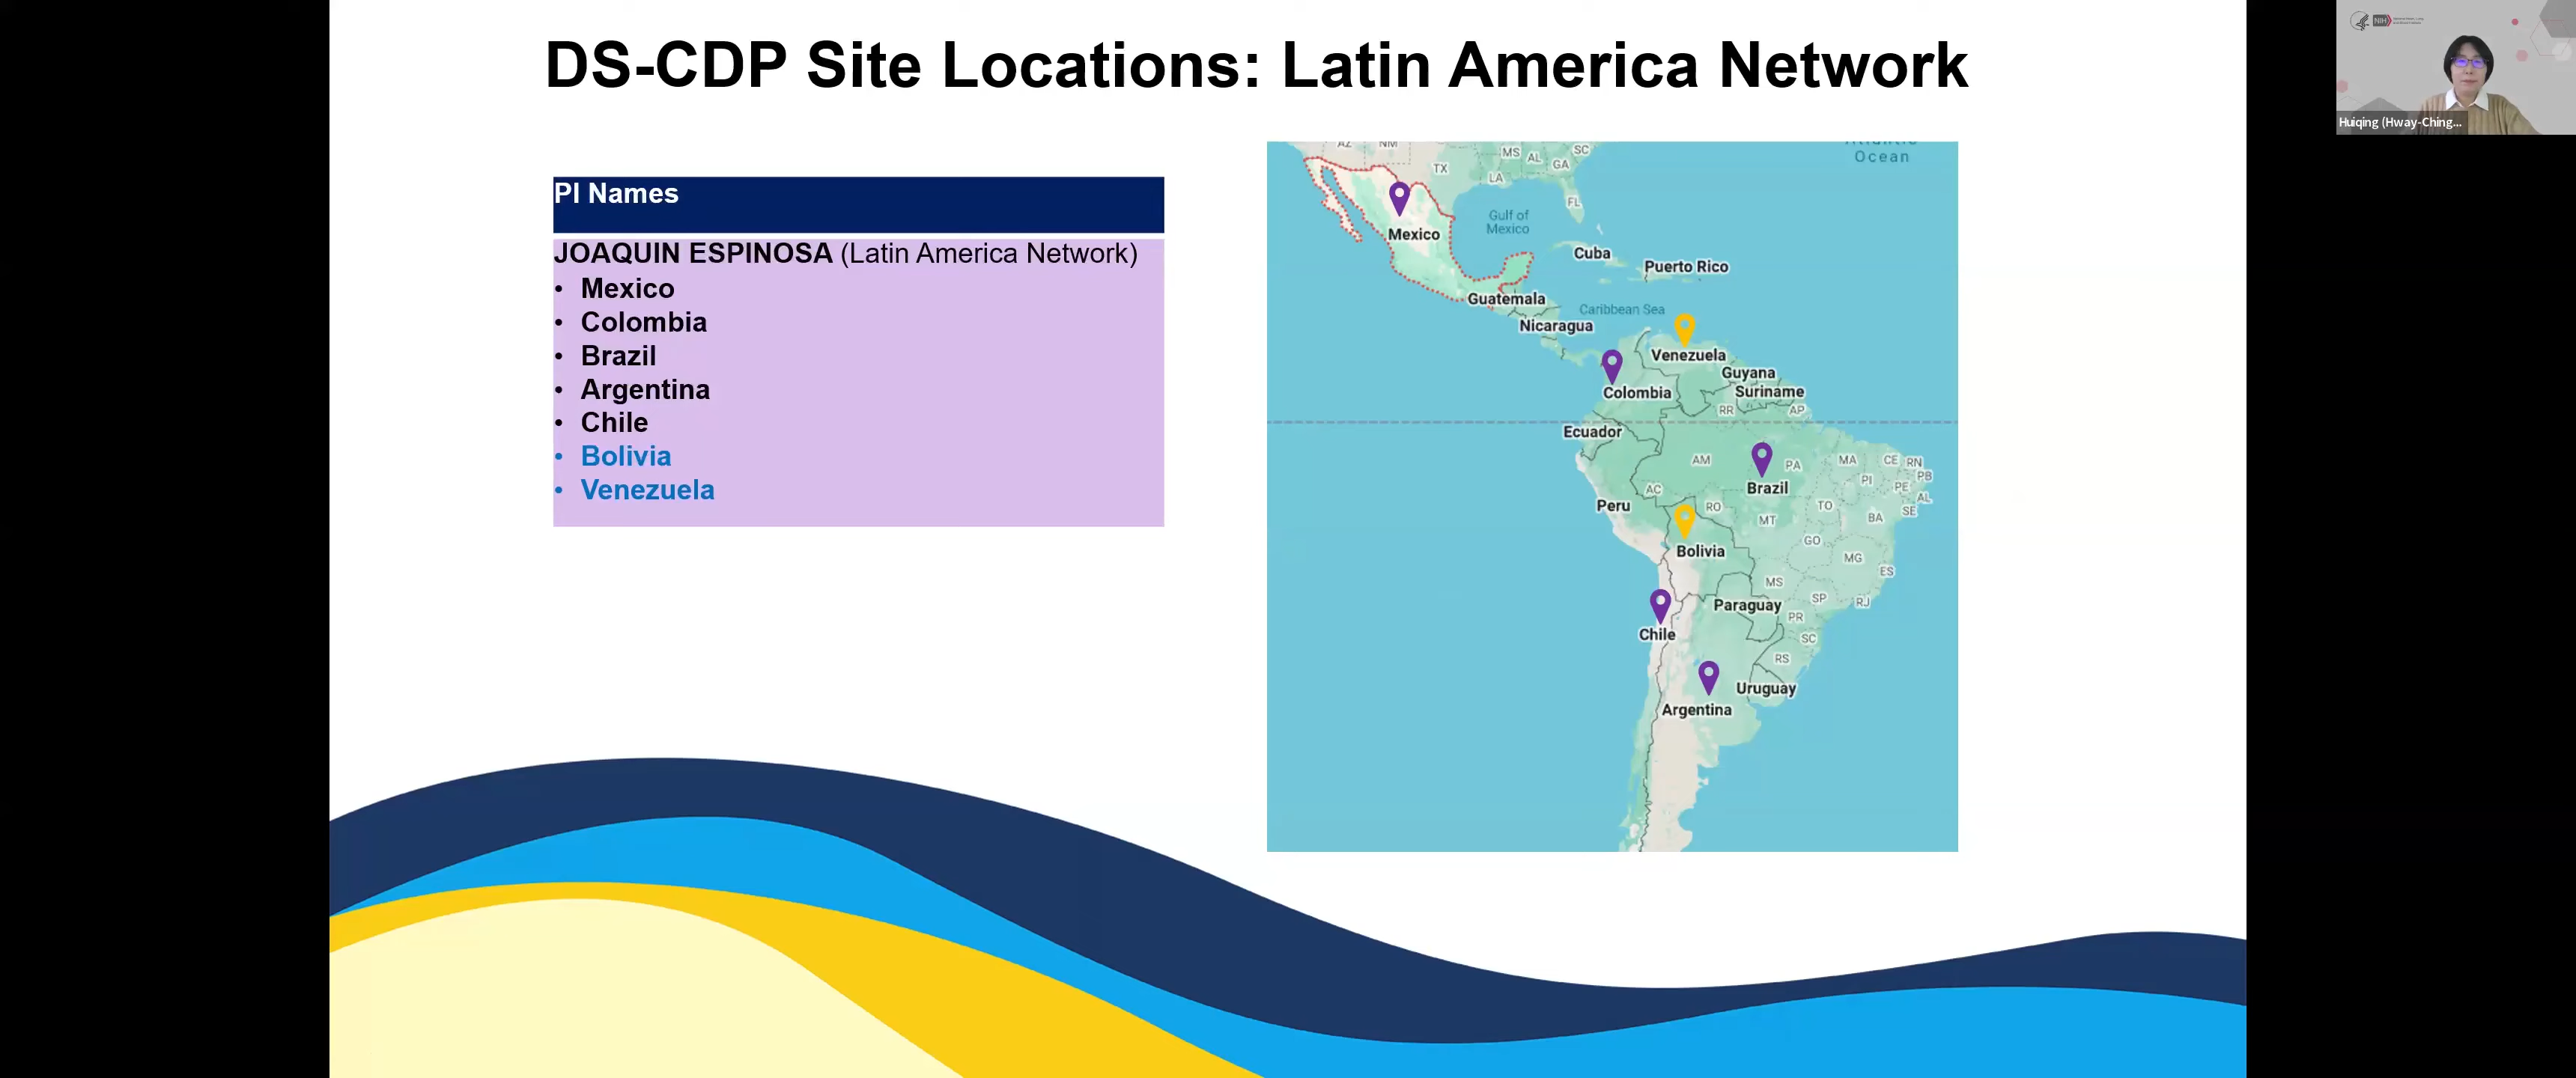 DS-CDP Site Locations: Latin America Network
PI Names
JOAQUIN ESPINOSA (Latin America Network)
• Mexico
• Colombia
• Brazil
• Argentina
• Chile
• Bolivia
• Venezuela
AZ
NM
TX
MS
AL
GA
SC
LA
FL
Ocean
Gulf of
Mexico
Mexico
Cuba
Puerto Rico
Guatemala
Caribbean Sea
Nicaragua
Venezuela
Guyana
Suriname
Colombia
RR
AP
Ecuador
AM
PA
MA
CE
RN
PB
PI
PE
AL
SE
AC
Brazil
Peru
RO
TO
BA
MT
GO
Bolivia
MG
ES
MS
Paraguay
SP
RJ
PR
Chile
SC
RS
Uruguay
Argentina
NIH
Huiqing (Hway-Ching...